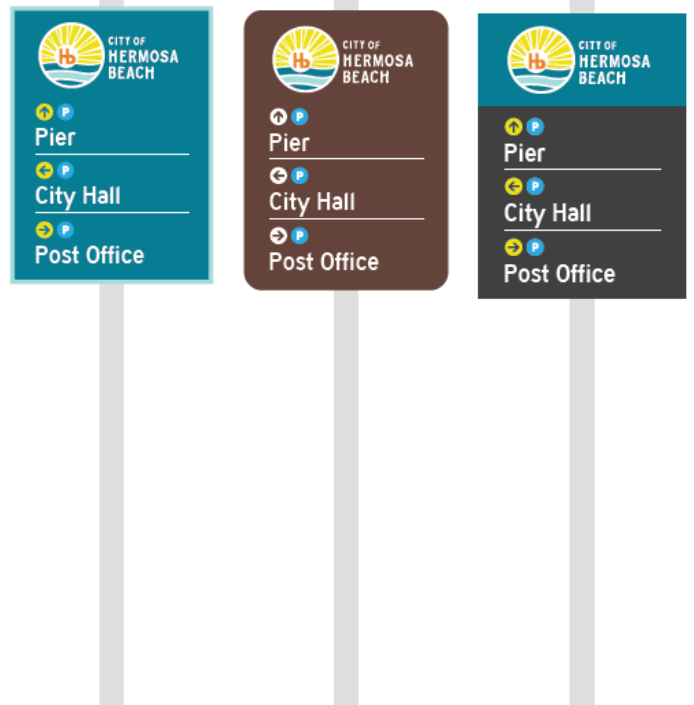 Hb
CITY OF
HERMOSA
BEACH
P
Pier
P
City Hall
P
Post Office
Hb
CITY OF
HERMOSA
BEACH
P
Pier
P
City Hall
P
Post Office
Hb
CITY OF
HERMOSA
BEACH
P
Pier
P
City Hall
P
Post Office